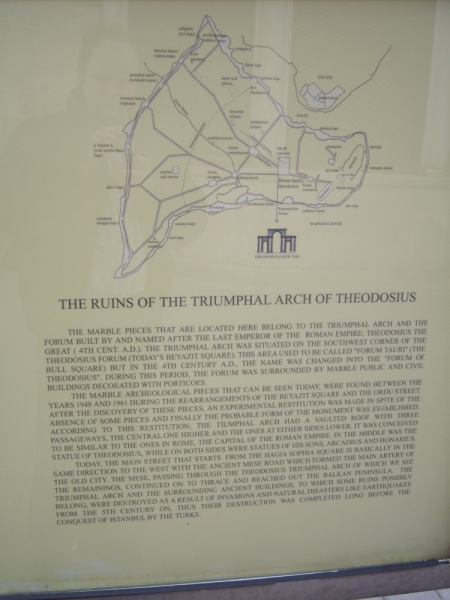 THE RUINS OF THE TRIUMPHAL ARCH OF THEODOSIUS
THE MARBLE PIECES THAT ARE LOCATED HERE BELONG TO THE TRIUMPHAL ARCH AND THE
FORUM BUILT BY AND NAMED AFTER THE LAST EMPEROR OF THE ROMAN EMPIRE, THEODOSIUS THE
GREAT ( 4TH CENT. A.D.). THE TRIUMPHAL ARCH WAS SITUATED ON THE SOUTHWEST CORNER OF THE
THEODOSIUS FORUM (TODAY'S BEYAZIT SQUARE). THIS AREA USED TO BE CALLED "FORUM TAURI" (THE
BULL SQUARE) BUT IN THE 4TH CENTURY A.D., THE NAME WAS CHANGED INTO THE "FORUM OF
THEODOSIUS". DURING THIS PERIOD, THE FORUM WAS SURROUNDED BY MARBLE PUBLIC AND CIVIL
BUILDINGS DECORATED WITH PORTICOES.
THE MARBLE ARCHEOLOGICAL PIECES THAT CAN BE SEEN TODAY, WERE FOUND BETWEEN THE
YEARS 1948 AND 1961 DURING THE REARRANGEMENTS OF THE BEYAZIT SQUARE AND THE ORDU STREET.
AFTER THE DISCOVERY OF THESE PIECES, AN EXPERIMENTAL RESTITUTION WAS MADE IN SPITE OF THE
ABSENCE OF SOME PIECES AND FINALLY THE PROBABLE FORM OF THE MONUMENT WAS ESTABLISHED.
ACCORDING TO THIS RESTITUTION; THE TIUMPHAL ARCH HAD A VAULTED ROOF WITH THREE
PASSAGEWAYS, THE CENTRAL ONE HIGHER AND THE ONES AT EITHER SIDES LOWER. IT WAS CONCEIVED
TO BE SIMILAR TO THE ONES IN ROME, THE CAPITAL OF THE ROMAN EMPIRE. IN THE MIDDLE WAS THE
STATUE OF THEODOSIUS, WHILE ON BOTH SIDES WERE STATUES OF HIS SONS, ARCADIUS AND HONARIUS.
TODAY, THE MAIN STREET THAT STARTS FROM THE HAGIA SOPHIA SQUARE IS BASICALLY IN THE
SAME DIRECTION TO THE WEST WITH THE ANCIENT MESE ROAD WHICH FORMED THE MAIN ARTERY OF
THE OLD CITY. THE MESE, PASSING THROUGH THE THEODOSIUS TRIUMPHAL ARCH OF WHICH WE SEE
THE REMAININGS, CONTINUED ON TO THRACE AND REACHED OUT THE BALKAN PENINSULA. THE
TRIUMPHAL ARCH AND THE SURROUNDING ANCIENT BUILDINGS, TO WHICH SOME RUINS POSSIBLY
BELONG, WERE DESTROYED AS A RESULT OF INVASIONS AND NATURAL DISASTERS LIKE EARTHQUAKES
FROM THE 5TH CENTURY ON, THUS THEIR DESTRUCTION WAS COMPLETED LONG BEFORE THE
CONQUEST OF ISTANBUL BY THE TURKS.